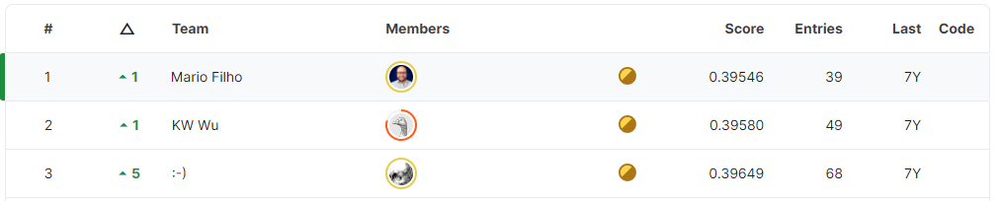 # △ Team Members Score Entries Last Code
1 1 Mario Filho 0.39546 39 7Y
2 1 KW Wu 0.39580 49 7Y
3 5 :-) 0.39649 68 7Y